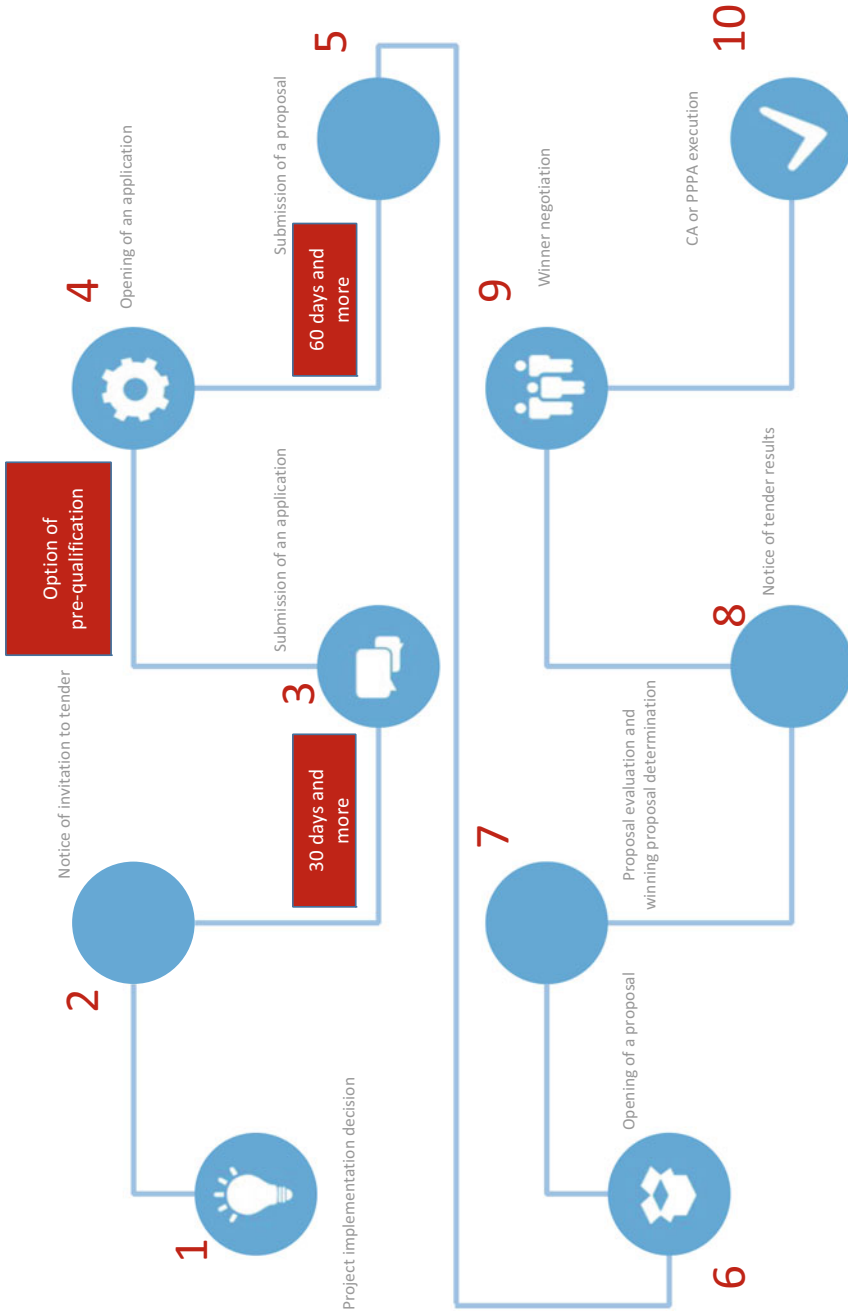 1
Project implementation decision
2
Notice of invitation to tender
30 days and
more
3
Submission of an application
Option of
pre-qualification
4
Opening of an application
60 days and
more
5
Submission of a proposal
6
Opening of a proposal
7
Proposal evaluation and
winning proposal determination
8
Notice of tender results
9
Winner negotiation
10
CA or PPPA execution